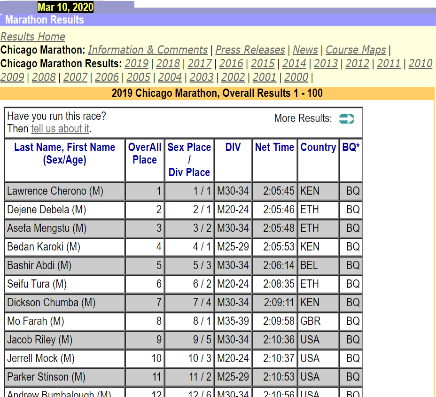 Mar 10, 2020
Marathon Results
Results Home
Chicago Marathon: Information & Comments | Press Releases | News | Course Maps |
Chicago Marathon Results: 2019 | 2018 | 2017 | 2016 | 2015 | 2014 | 2013 | 2012 | 2011 | 2010
2009 | 2008 | 2007 | 2006 | 2005 | 2004 | 2003 | 2002 | 2001 | 2000 |
2019 Chicago Marathon, Overall Results 1 - 100
Have you run this race? More Results:
Then tell us about it.
Last Name, First Name (Sex/Age) OverAll Place Sex Place / Div Place DIV Net Time Country BQ*
Lawrence Cherono (M) 1 1 / 1 M30-34 2:05:45 KEN BQ
Dejene Debela (M) 2 2 / 1 M20-24 2:05:46 ETH BQ
Asefa Mengstu (M) 3 3 / 2 M30-34 2:05:48 ETH BQ
Bedan Karoki (M) 4 4 / 1 M25-29 2:05:53 KEN BQ
Bashir Abdi (M) 5 5 / 3 M30-34 2:06:14 BEL BQ
Seifu Tura (M) 6 6 / 2 M20-24 2:08:35 ETH BQ
Dickson Chumba (M) 7 7 / 4 M30-34 2:09:11 KEN BQ
Mo Farah (M) 8 8 / 1 M35-39 2:09:58 GBR BQ
Jacob Riley (M) 9 9 / 5 M30-34 2:10:36 USA BQ
Jerrell Mock (M) 10 10 / 3 M20-24 2:10:37 USA BQ
Parker Stinson (M) 11 11 / 2 M25-29 2:10:53 USA BQ
Andrew Bumbalough (M) 12 12 / 6 M30-34 2:10:56 USA BQ